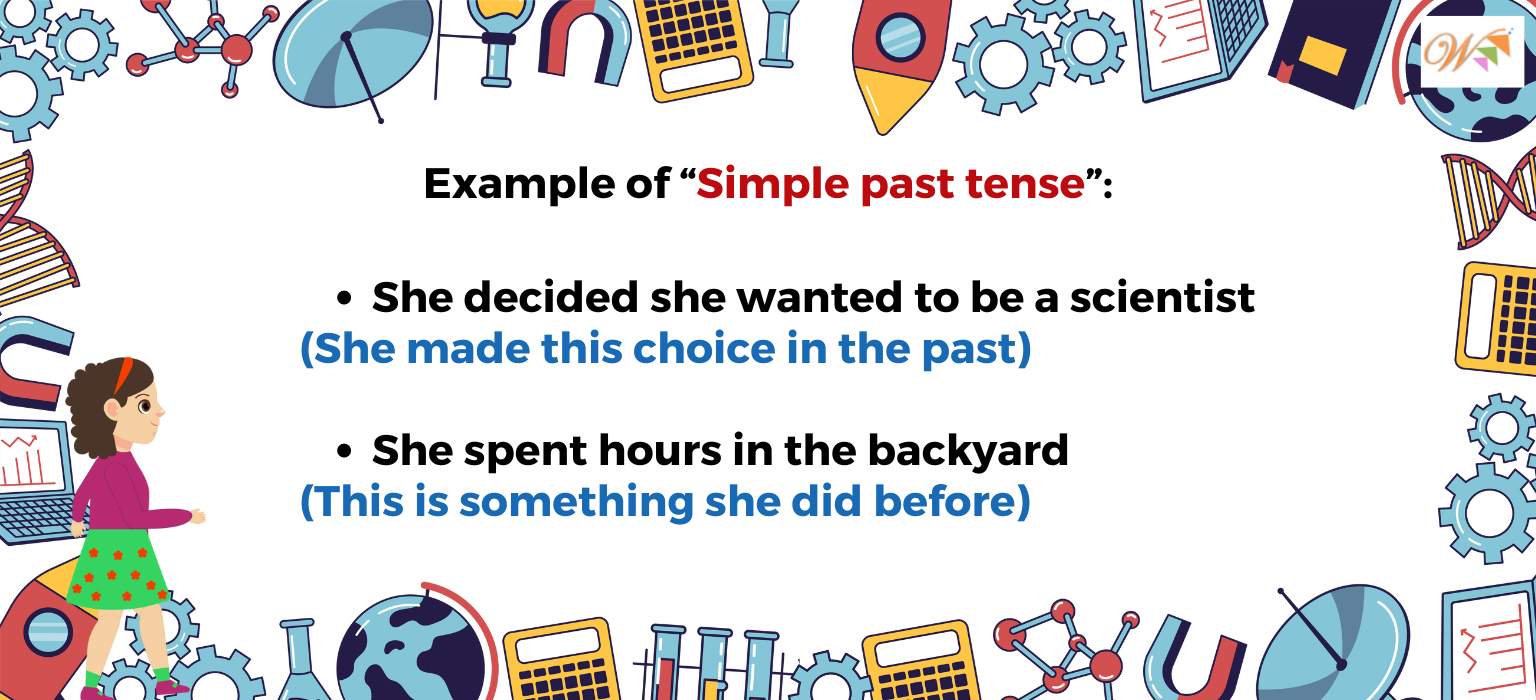 W
Example of “Simple past tense”:
• She decided she wanted to be a scientist
(She made this choice in the past)
• She spent hours in the backyard
(This is something she did before)